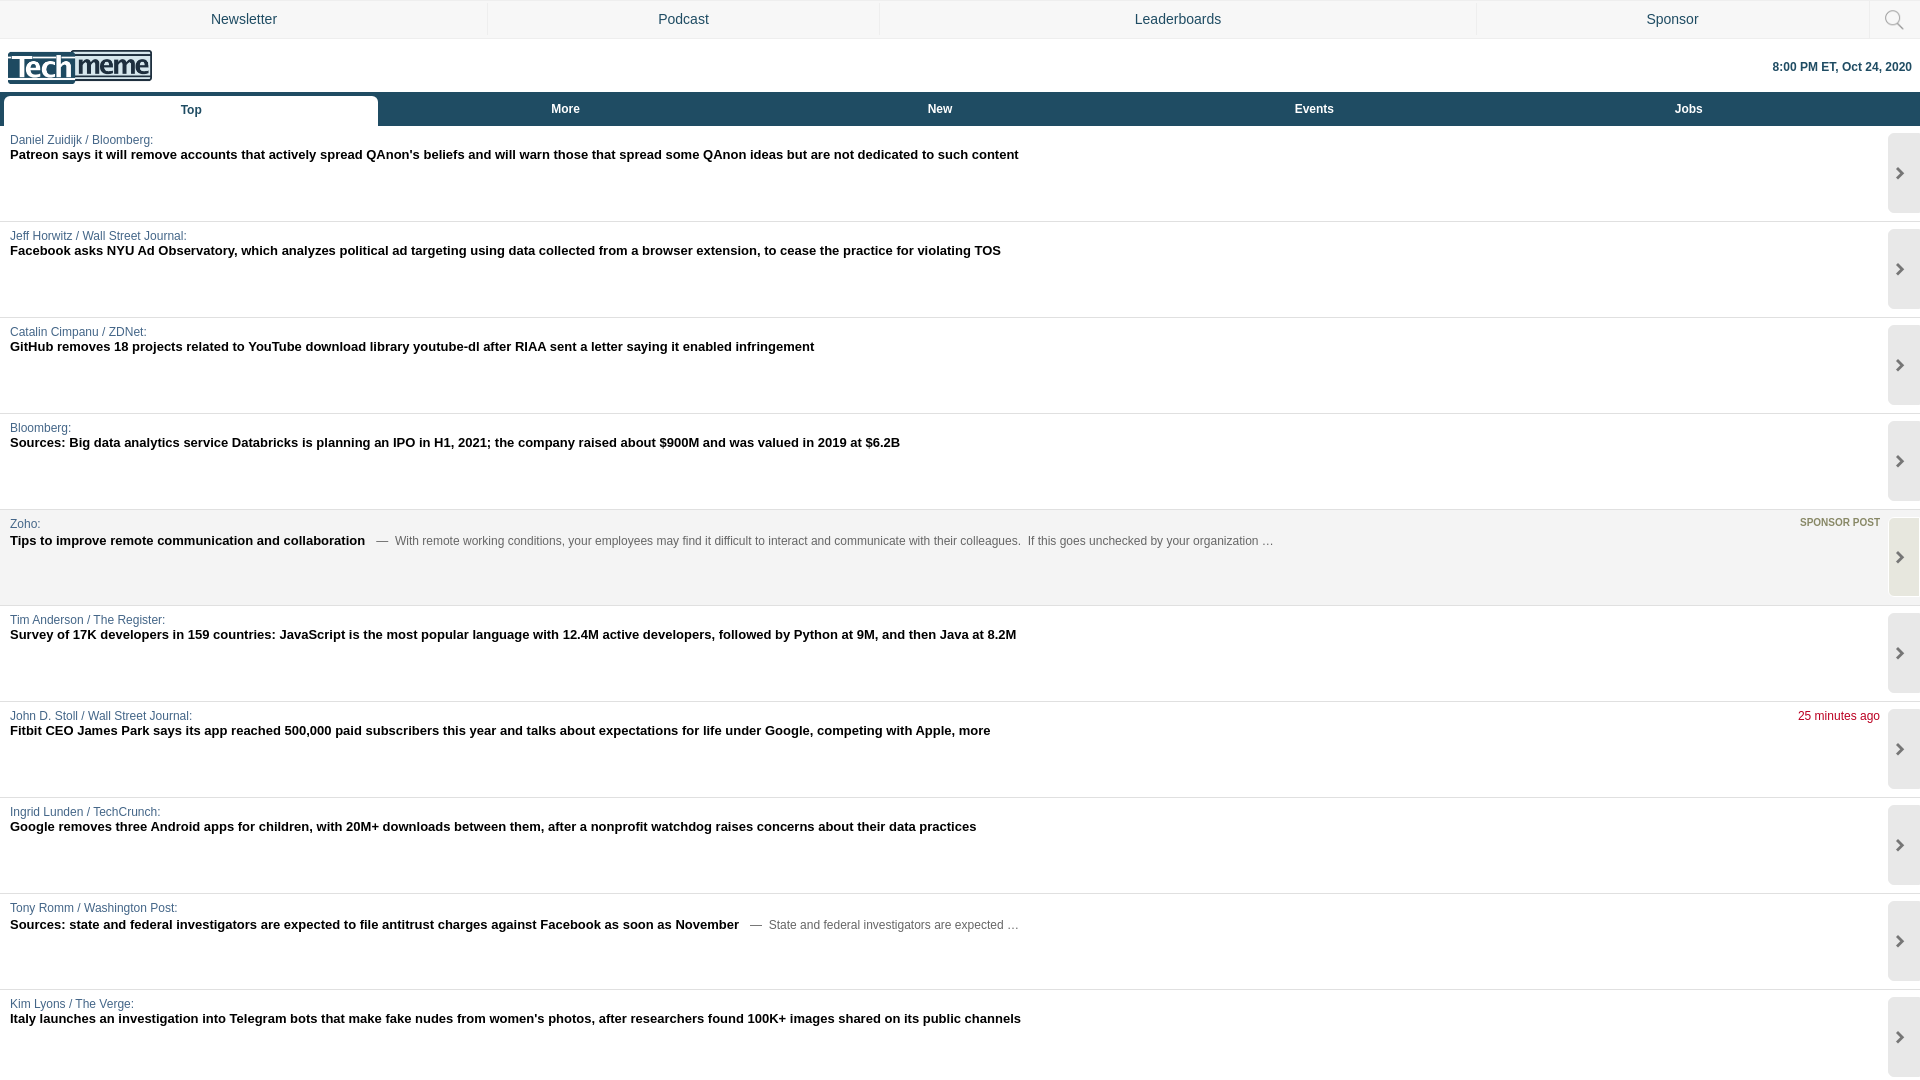 Newsletter
Podcast
Leaderboards
Sponsor
Techmeme
8:00 PM ET, Oct 24, 2020
Top
More
New
Events
Jobs
Daniel Zuidijk / Bloomberg:
Patreon says it will remove accounts that actively spread QAnon's beliefs and will warn those that spread some QAnon ideas but are not dedicated to such content
Jeff Horwitz / Wall Street Journal:
Facebook asks NYU Ad Observatory, which analyzes political ad targeting using data collected from a browser extension, to cease the practice for violating TOS
Catalin Cimpanu / ZDNet:
GitHub removes 18 projects related to YouTube download library youtube-dl after RIAA sent a letter saying it enabled infringement
Bloomberg:
Sources: Big data analytics service Databricks is planning an IPO in H1, 2021; the company raised about $900M and was valued in 2019 at $6.2B
Zoho:
SPONSOR POST
Tips to improve remote communication and collaboration — With remote working conditions, your employees may find it difficult to interact and communicate with their colleagues. If this goes unchecked by your organization …
Tim Anderson / The Register:
Survey of 17K developers in 159 countries: JavaScript is the most popular language with 12.4M active developers, followed by Python at 9M, and then Java at 8.2M
John D. Stoll / Wall Street Journal:
25 minutes ago
Fitbit CEO James Park says its app reached 500,000 paid subscribers this year and talks about expectations for life under Google, competing with Apple, more
Ingrid Lunden / TechCrunch:
Google removes three Android apps for children, with 20M+ downloads between them, after a nonprofit watchdog raises concerns about their data practices
Tony Romm / Washington Post:
Sources: state and federal investigators are expected to file antitrust charges against Facebook as soon as November — State and federal investigators are expected …
Kim Lyons / The Verge:
Italy launches an investigation into Telegram bots that make fake nudes from women's photos, after researchers found 100K+ images shared on its public channels